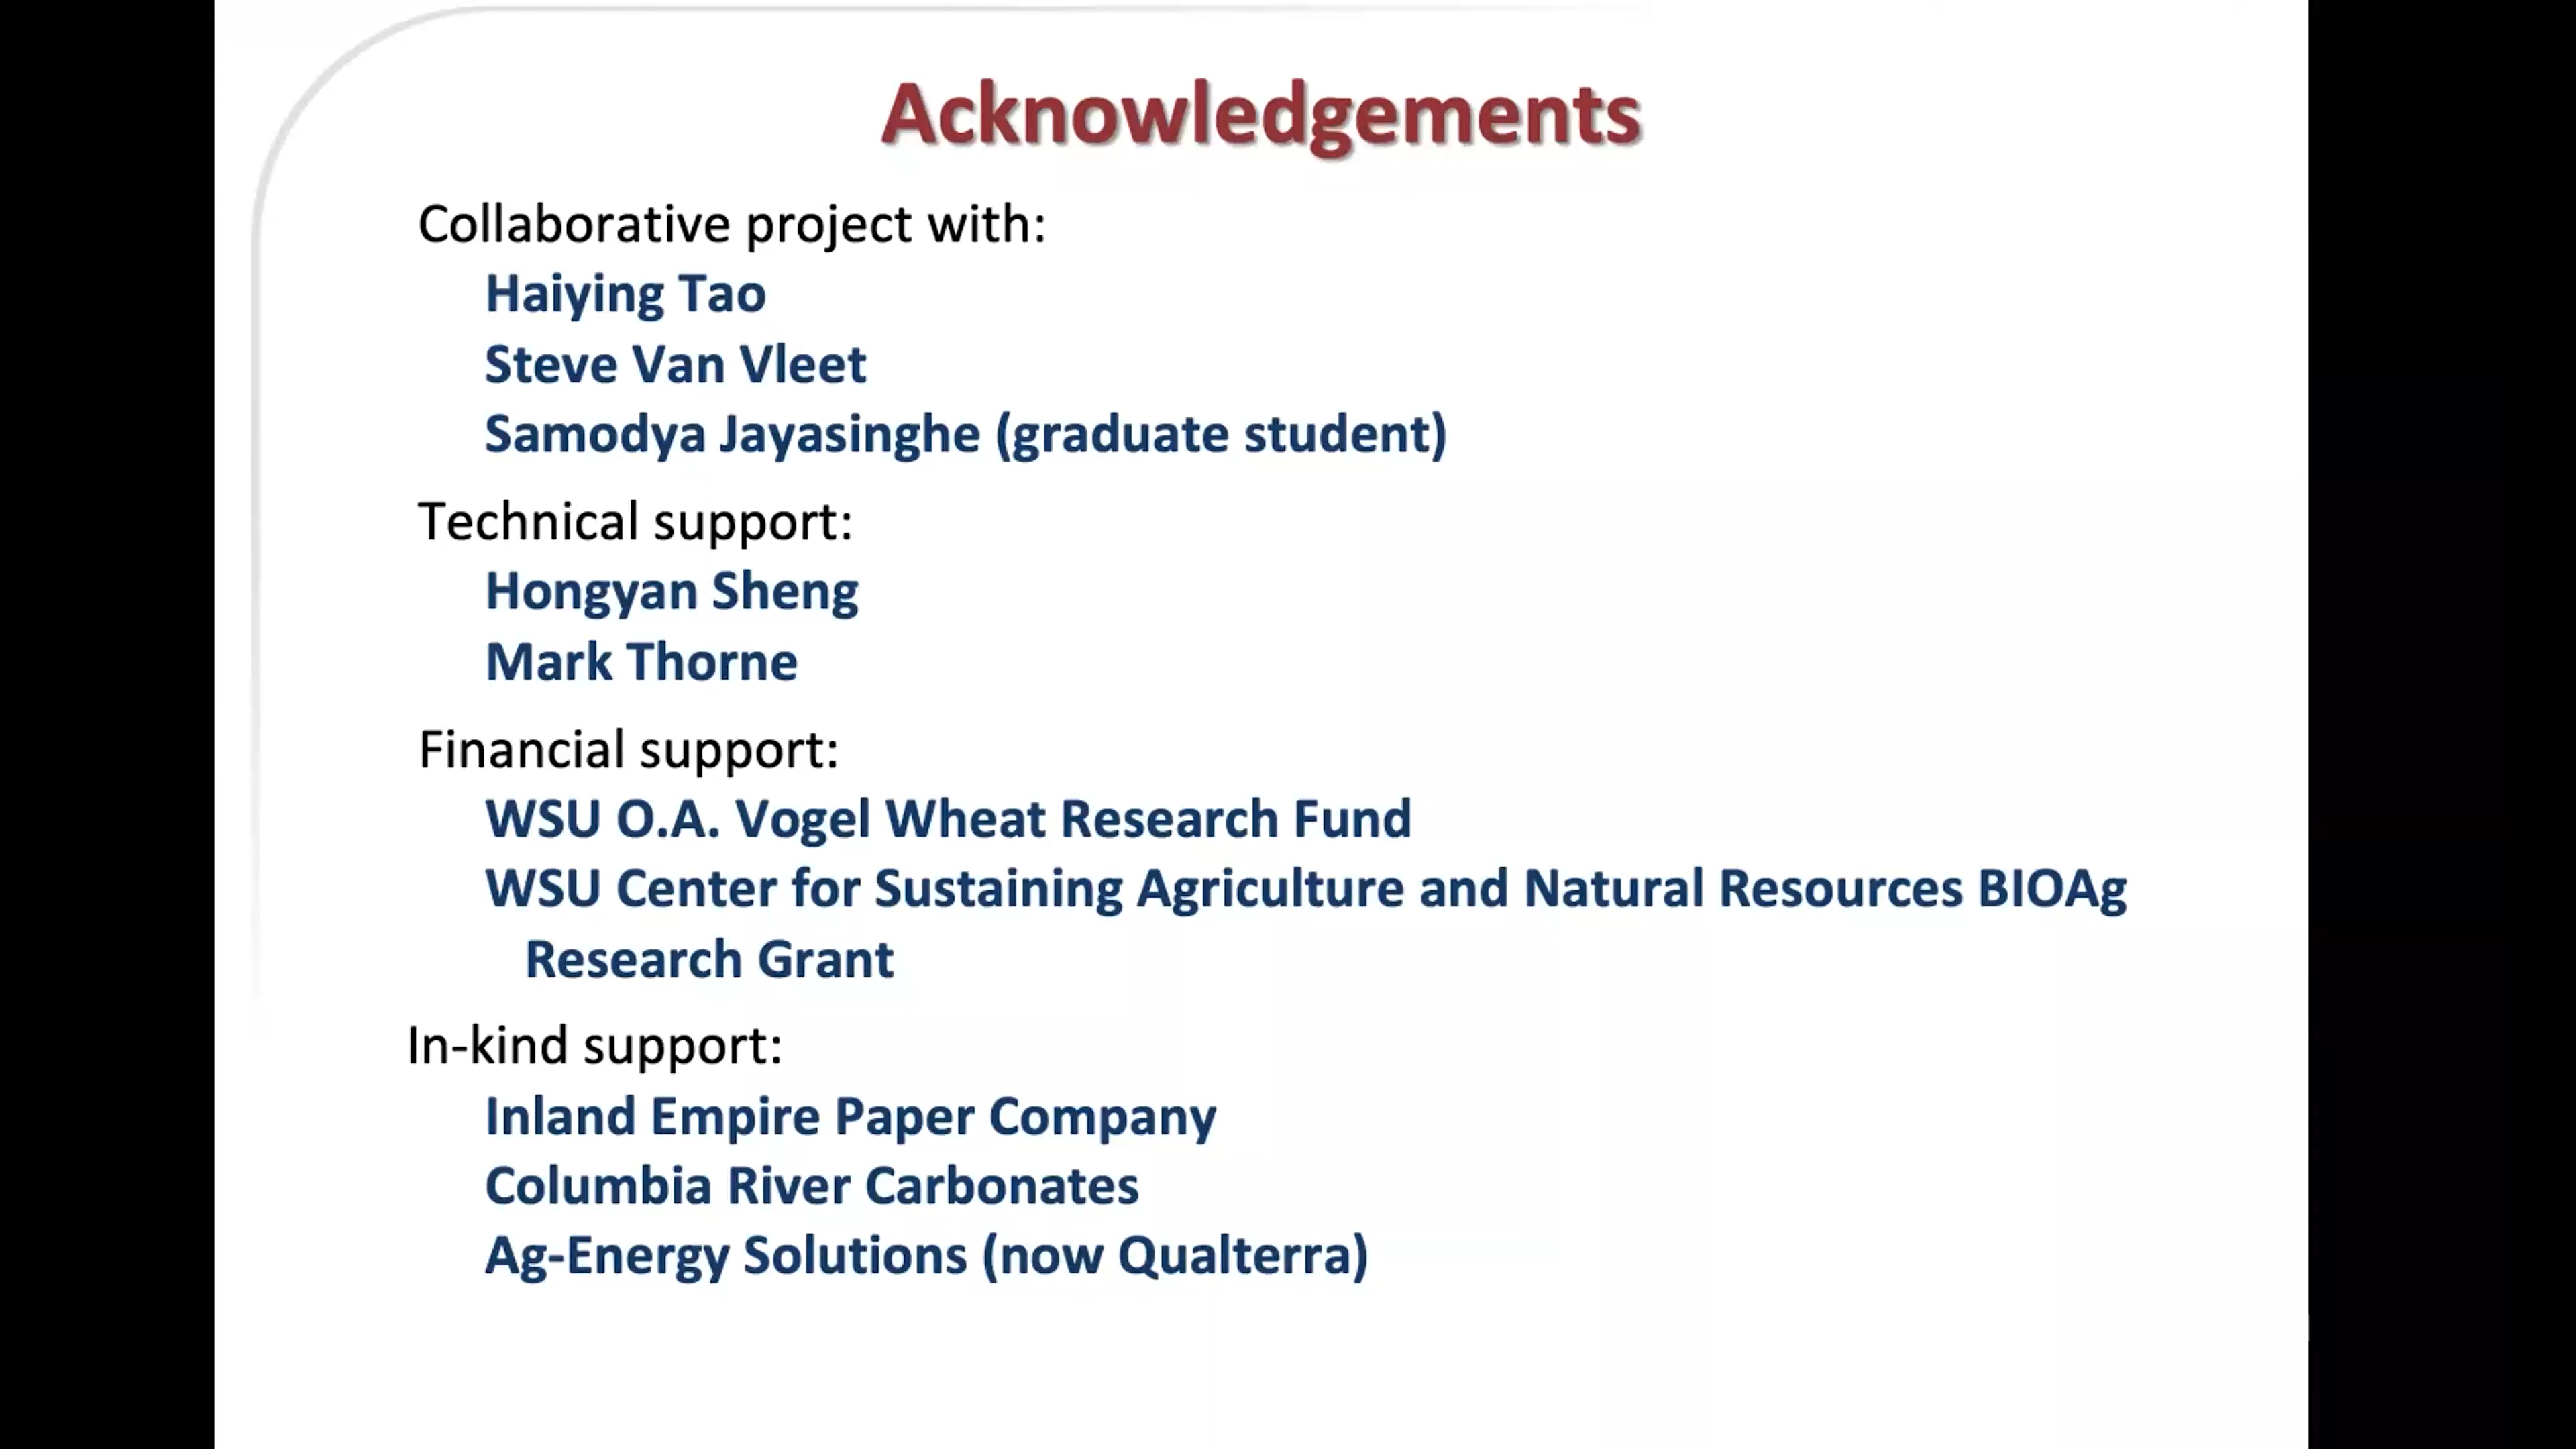 Acknowledgements
Collaborative project with:
Haiying Tao
Steve Van Vleet
Samodya Jayasinghe (graduate student)
Technical support:
Hongyan Sheng
Mark Thorne
Financial support:
WSU O.A. Vogel Wheat Research Fund
WSU Center for Sustaining Agriculture and Natural Resources BIOAg
Research Grant
In-kind support:
Inland Empire Paper Company
Columbia River Carbonates
Ag-Energy Solutions (now Qualterra)